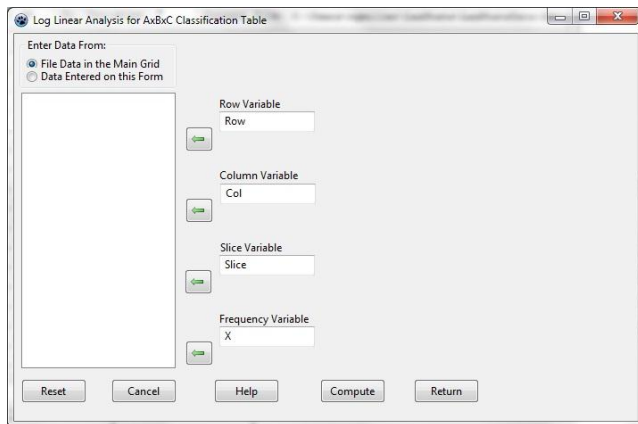 Log Linear Analysis for AxBxC Classification Table
Enter Data From:
File Data in the Main Grid
Data Entered on this Form
Row Variable
Row
Column Variable
Col
Slice Variable
Slice
Frequency Variable
X
Reset Cancel Help Compute Return